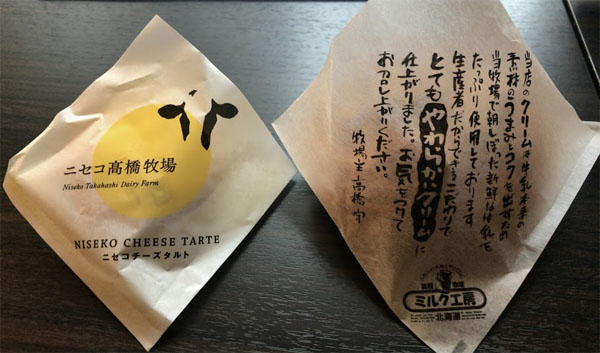 ニセコ髙橋牧場
Niseko Takahashi Dairy Farm
NISEKO CHEESE TARTE
ニセコチーズタルト
当店のクリームは牛乳本来の
素材のうまみとコクを出すため
当牧場で朝しぼった新鮮な牛乳を
たっぷり使用しております。
生産者だからできるこだわりで
とてもやわらかいクリームに
仕上がりました。お気をつけて
お召し上がりください。
牧場主 高橋守
高橋牧場
ミルク工房
北海道